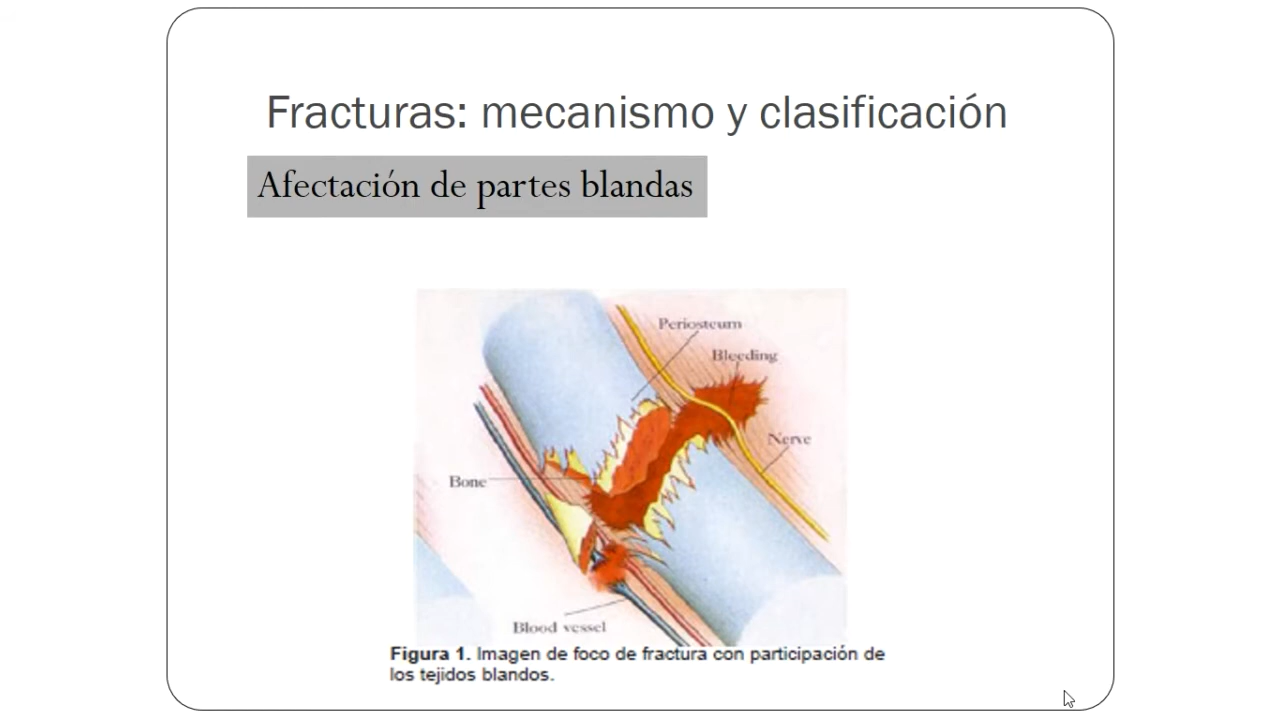 Fracturas: mecanismo y clasificación
Afectación de partes blandas
Periosteum
Bleeding
Nerve
Bone
Blood vessel
Figura 1. Imagen de foco de fractura con participación de
los tejidos blandos.